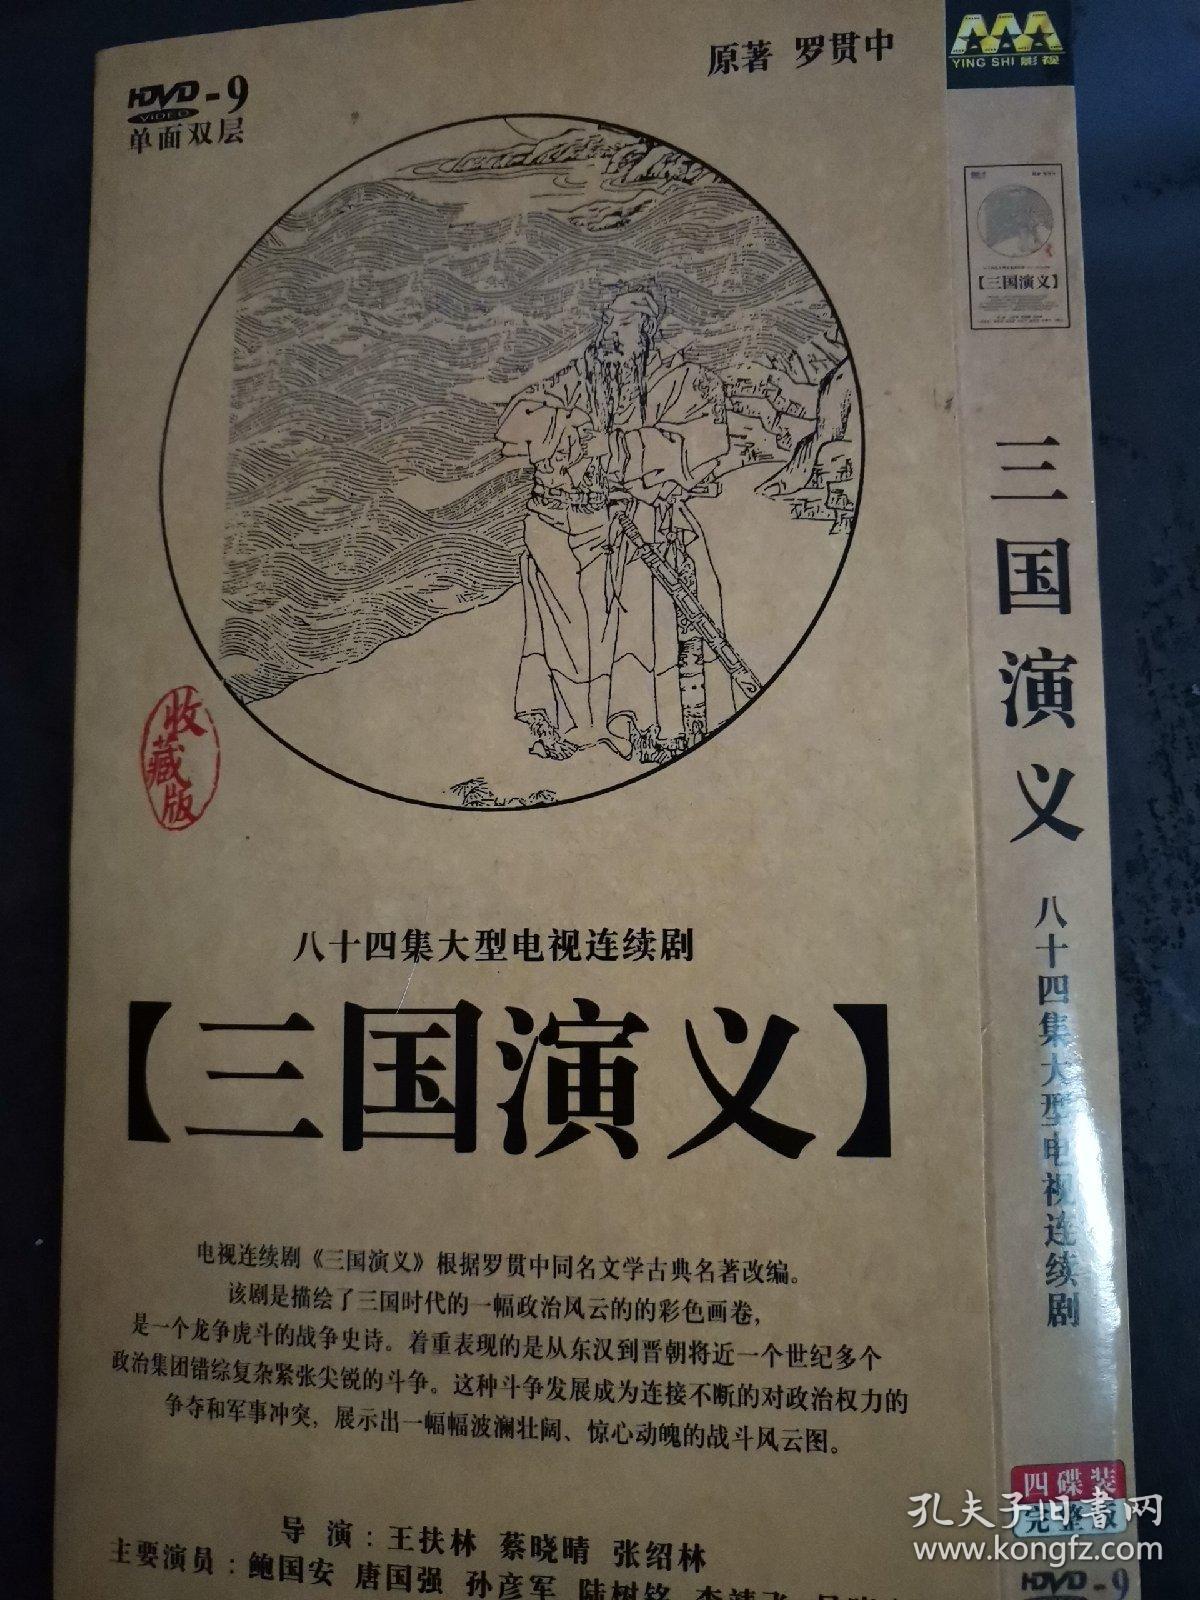 HDVD-9
VIDEO
单面双层
原著 罗贯中
收藏版
八十四集大型电视连续剧
【三国演义】
电视连续剧《三国演义》根据罗贯中同名文学古典名著改编。
该剧是描绘了三国时代的一幅政治风云的的彩色画卷，
是一个龙争虎斗的战争史诗。着重表现的是从东汉到晋朝将近一个世纪多个
政治集团错综复杂紧张尖锐的斗争。这种斗争发展成为连接不断的对政治权力的
争夺和军事冲突，展示出一幅幅波澜壮阔、惊心动魄的战斗风云图。
导 演：王扶林 蔡晓晴 张绍林
主要演员：鲍国安 唐国强 孙彦军 陆树铭 李靖飞
AAA
YING SHI 影视
【三国演义】
三国演义
八十四集大型电视连续剧
四碟装
完整版
HDVD-9
孔夫子旧书网
www.kongfz.com